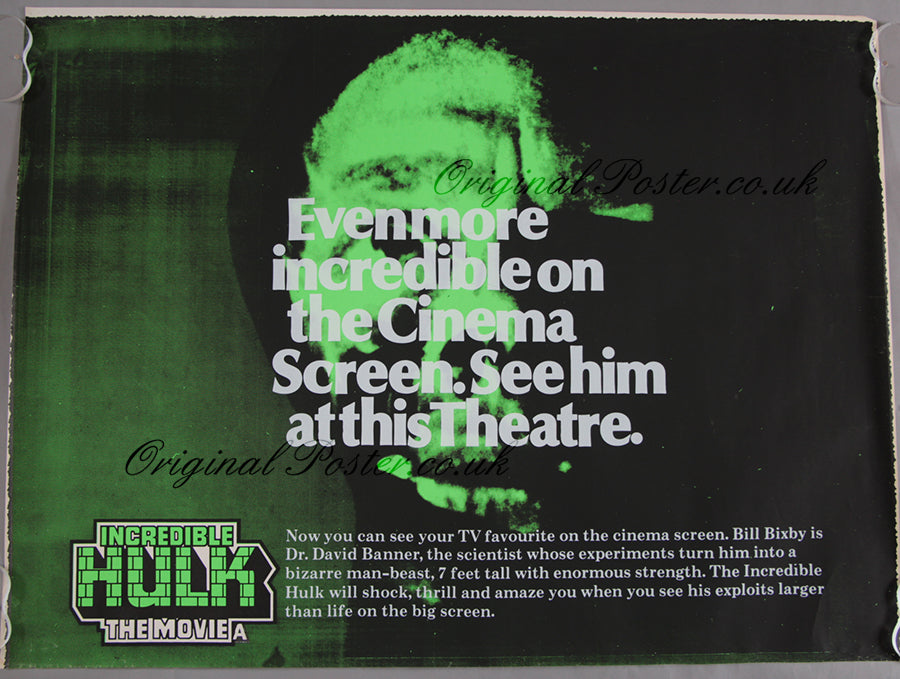 Original Poster.co.uk
Even more
incredible on
the Cinema
Screen. See him
at this Theatre.
Original Poster.co.uk
INCREDIBLE
HULK
THE MOVIE A
Now you can see your TV favourite on the cinema screen. Bill Bixby is
Dr. David Banner, the scientist whose experiments turn him into a
bizarre man-beast, 7 feet tall with enormous strength. The Incredible
Hulk will shock, thrill and amaze you when you see his exploits larger
than life on the big screen.